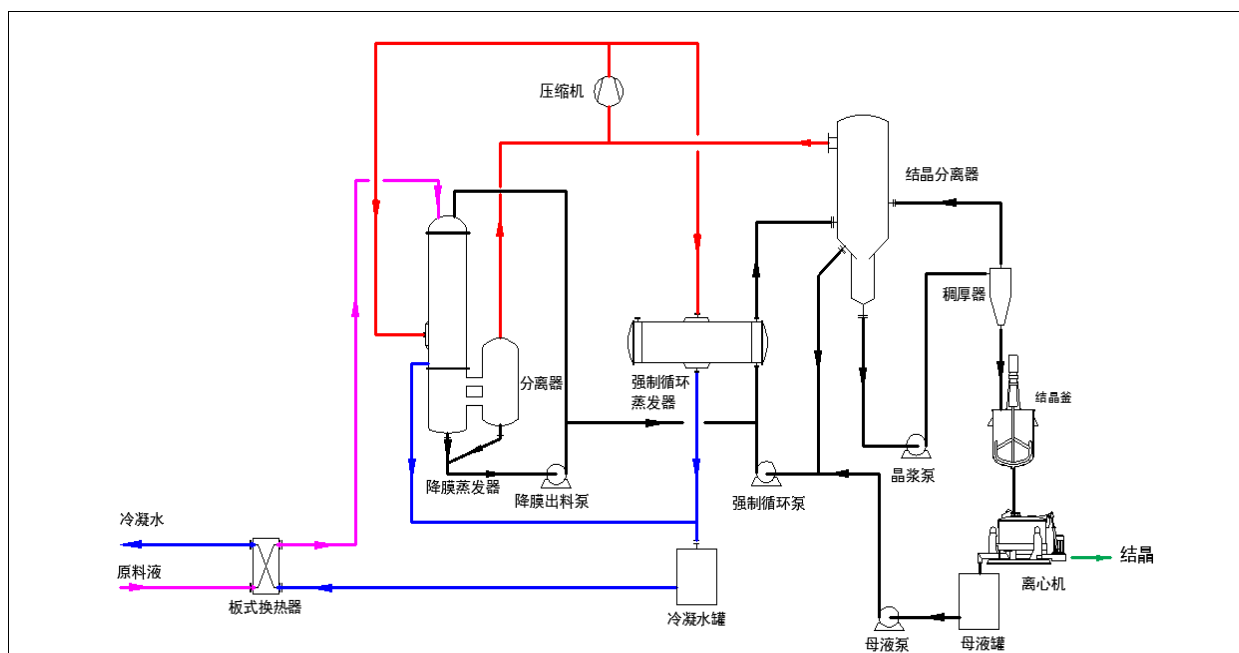 压缩机
结晶分离器
稠厚器
分离器
强制循环
蒸发器
结晶釜
降膜蒸发器
降膜出料泵
强制循环泵
晶浆泵
冷凝水
原料液
板式换热器
冷凝水罐
结晶
离心机
母液泵
母液罐